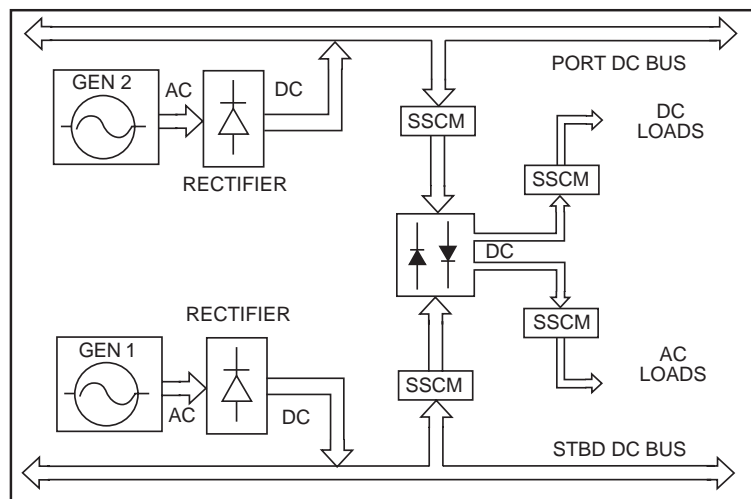 PORT DC BUS
GEN 2
AC
DC
RECTIFIER
SSCM
DC
LOADS
SSCM
DC
SSCM
AC
LOADS
RECTIFIER
GEN 1
AC
DC
SSCM
STBD DC BUS